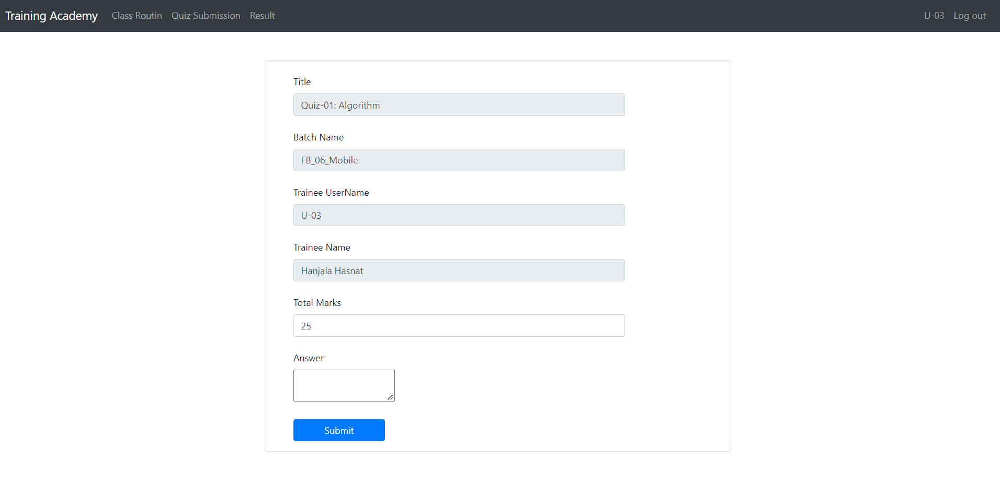 Training Academy Class Routin Quiz Submission Result U-03 Log out
Title
Quiz-01: Algorithm
Batch Name
FB_06_Mobile
Trainee UserName
U-03
Trainee Name
Hanjala Hasnat
Total Marks
25
Answer
Submit